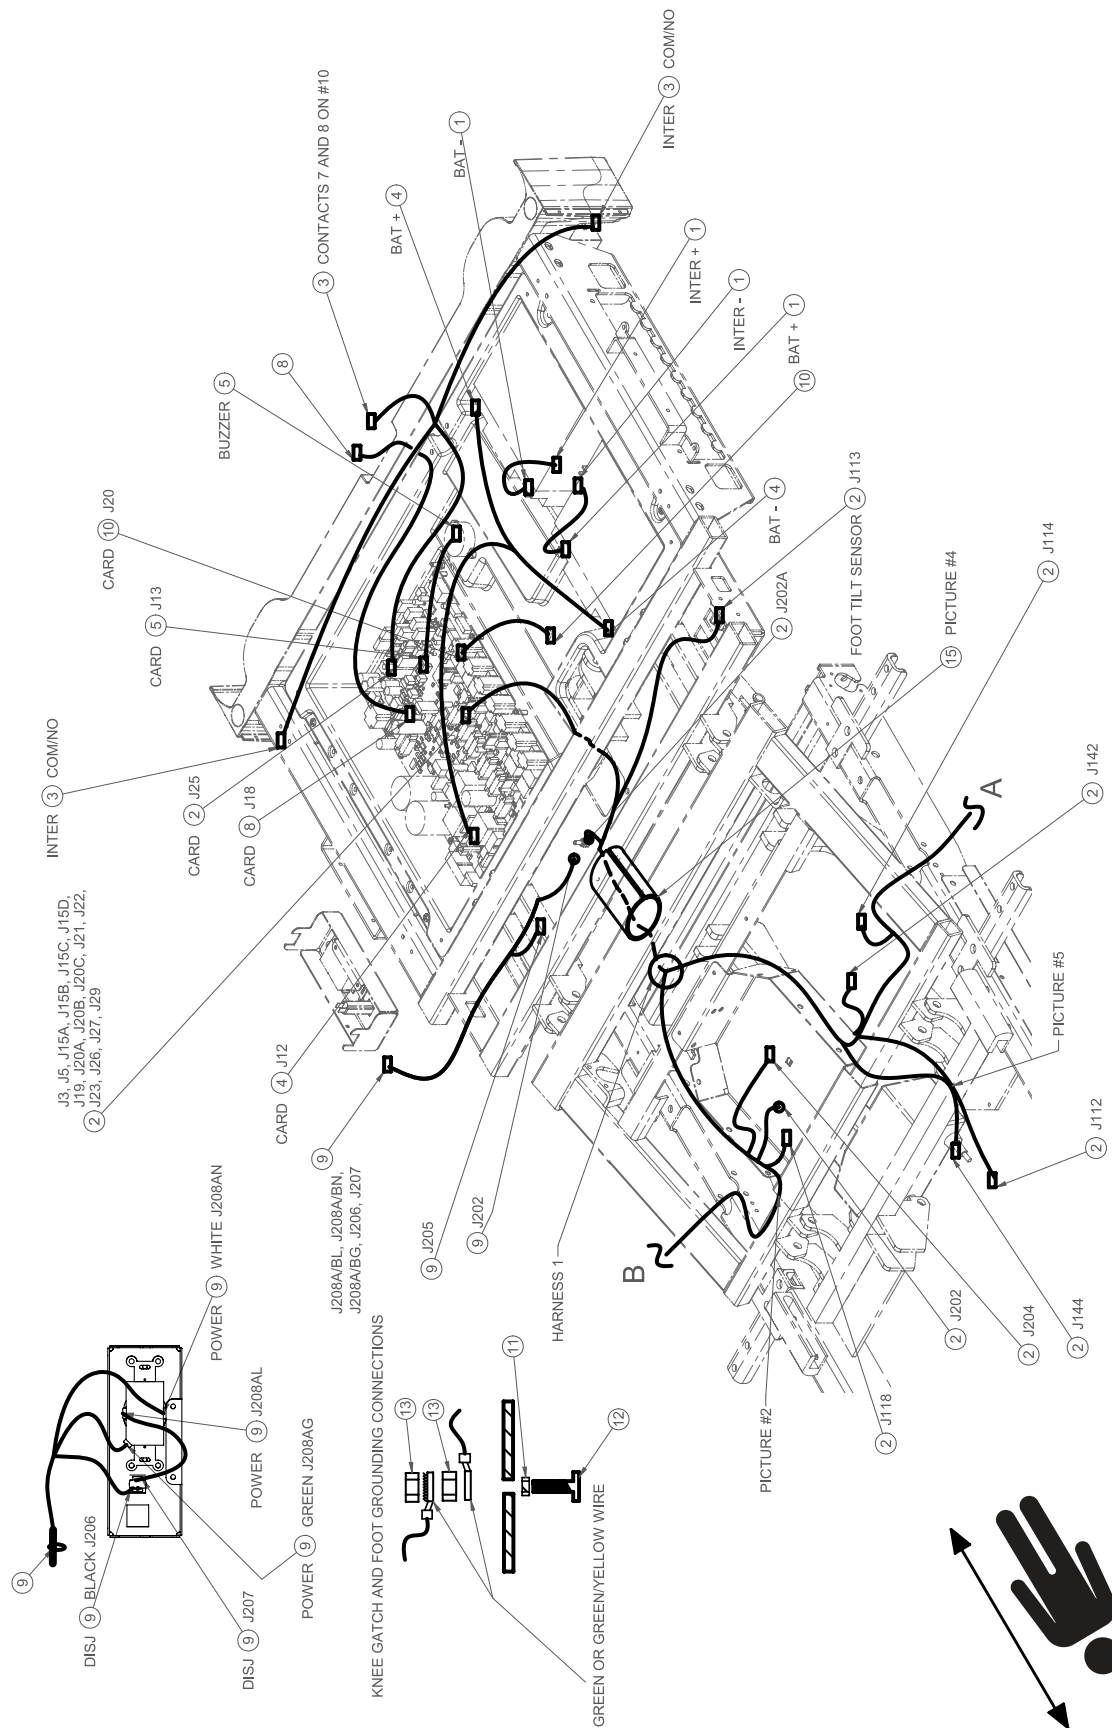 INTER 3 COM/NO
J3, J5, J15A, J15B, J15C, J15D,
J19, J20A, J20B, J20C, J21, J22,
2 J23, J26, J27, J29
CARD 2 J25
CARD 8 J18
CARD 5 J13
CARD 10 J20
BUZZER 5
8
3 CONTACTS 7 AND 8 ON #10
BAT + 4
BAT - 1
INTER 3 COM/NO
INTER + 1
INTER - 1
BAT + 1
10
BAT - 4
FOOT TILT SENSOR 2 J113
2 J202A
15 PICTURE #4
2 J114
2 J142
A
PICTURE #5
2 J112
2 J144
2 J204
2 J202
2 J118
PICTURE #2
B
HARNESS 1
9 J202
9 J205
CARD 4 J12
9
J208A/BL, J208A/BN,
J208A/BG, J206, J207
9
DISJ 9 BLACK J206
DISJ 9 J207
POWER 9 GREEN J208AG
POWER 9 J208AL
POWER 9 WHITE J208AN
KNEE GATCH AND FOOT GROUNDING CONNECTIONS
13
13
11
12
GREEN OR GREEN/YELLOW WIRE